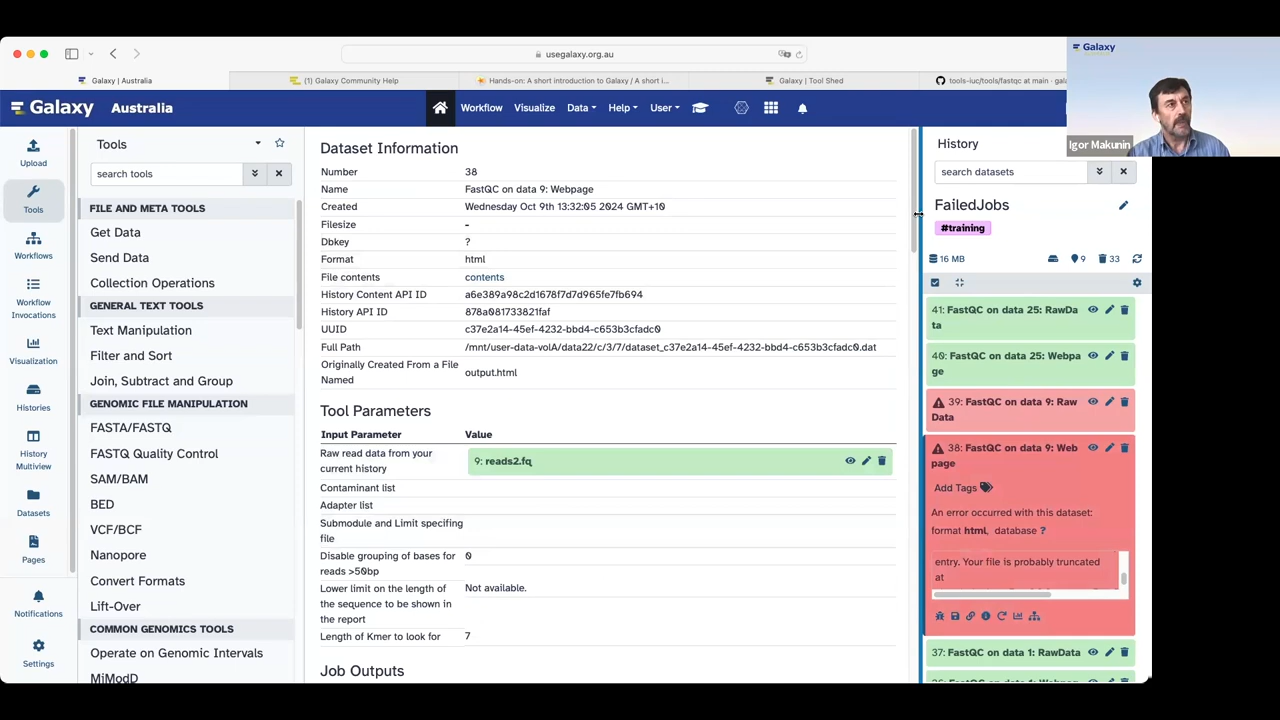 usegalaxy.org.au
Galaxy | Australia
(1) Galaxy Community Help
Hands-on: A short introduction to Galaxy / A short i...
Galaxy | Tool Shed
tools-iuc/tools/fastqc at main · gal
Galaxy
Igor Makunin
Galaxy Australia
Workflow
Visualize
Data
Help
User
Upload
Tools
Workflows
Workflow
Invocations
Visualization
Histories
History
Multiview
Datasets
Pages
Notifications
Settings
Tools
search tools
FILE AND META TOOLS
Get Data
Send Data
Collection Operations
GENERAL TEXT TOOLS
Text Manipulation
Filter and Sort
Join, Subtract and Group
GENOMIC FILE MANIPULATION
FASTA/FASTQ
FASTQ Quality Control
SAM/BAM
BED
VCF/BCF
Nanopore
Convert Formats
Lift-Over
COMMON GENOMICS TOOLS
Operate on Genomic Intervals
MiModD
Dataset Information
Number 38
Name FastQC on data 9: Webpage
Created Wednesday Oct 9th 13:32:05 2024 GMT+10
Filesize -
Dbkey ?
Format html
File contents contents
History Content API ID a6e389a98c2d1678f7d7d965fe7fb694
History API ID 878a081733821faf
UUID c37e2a14-45ef-4232-bbd4-c653b3cfadc0
Full Path /mnt/user-data-volA/data22/c/3/7/dataset_c37e2a14-45ef-4232-bbd4-c653b3cfadc0.dat
Originally Created From a File
Named output.html
Tool Parameters
Input Parameter Value
Raw read data from your
current history
9: reads2.fq
Contaminant list
Adapter list
Submodule and Limit specifing
file
Disable grouping of bases for 0
reads >50bp
Lower limit on the length of Not available.
the sequence to be shown in
the report
Length of Kmer to look for 7
Job Outputs
History
search datasets
FailedJobs
#training
16 MB 9 33
41: FastQC on data 25: RawDa
ta
40: FastQC on data 25: Webpa
ge
39: FastQC on data 9: Raw
Data
38: FastQC on data 9: Web
page
Add Tags
An error occurred with this dataset:
format html, database ?
entry. Your file is probably truncated
at
37: FastQC on data 1: RawData